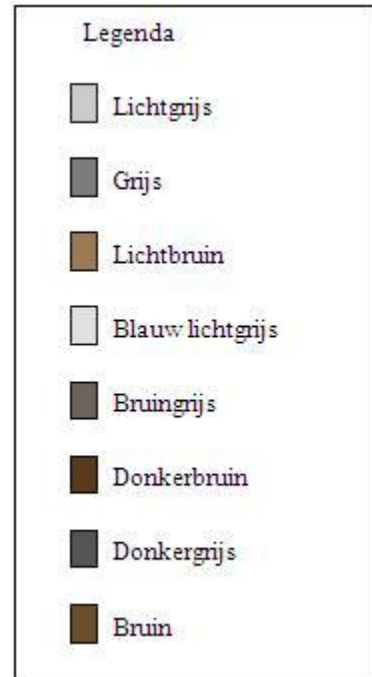 Legenda
Lichtgrijs
Grijs
Lichtbruin
Blauw lichtgrijs
Bruingrijs
Donkerbruin
Donkergrijs
Bruin